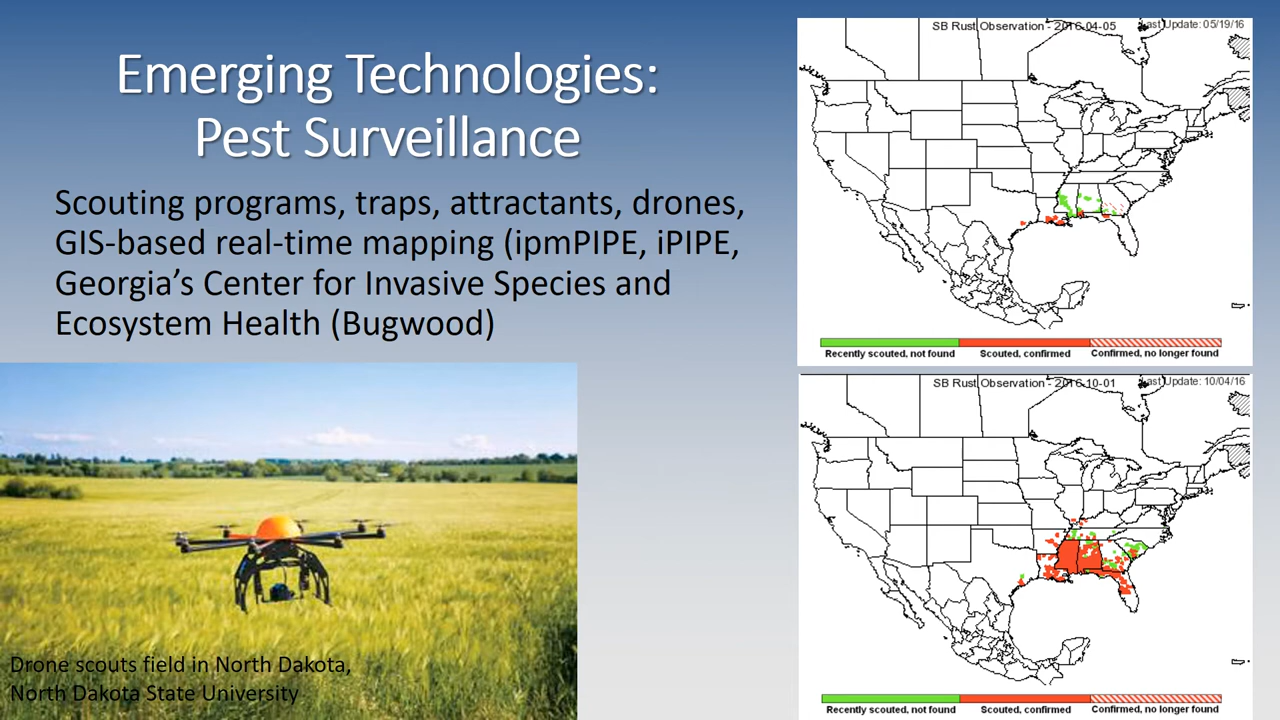 Emerging Technologies:
Pest Surveillance
Scouting programs, traps, attractants, drones,
GIS-based real-time mapping (ipmPIPE, iPIPE,
Georgia’s Center for Invasive Species and
Ecosystem Health (Bugwood)
Drone scouts field in North Dakota,
North Dakota State University
SB Rust Observation - 2016-04-05
Last Update: 05/19/16
Recently scouted, not found
Scouted, confirmed
Confirmed, no longer found
SB Rust Observation - 2016-10-01
Last Update: 10/04/16
Recently scouted, not found
Scouted, confirmed
Confirmed, no longer found